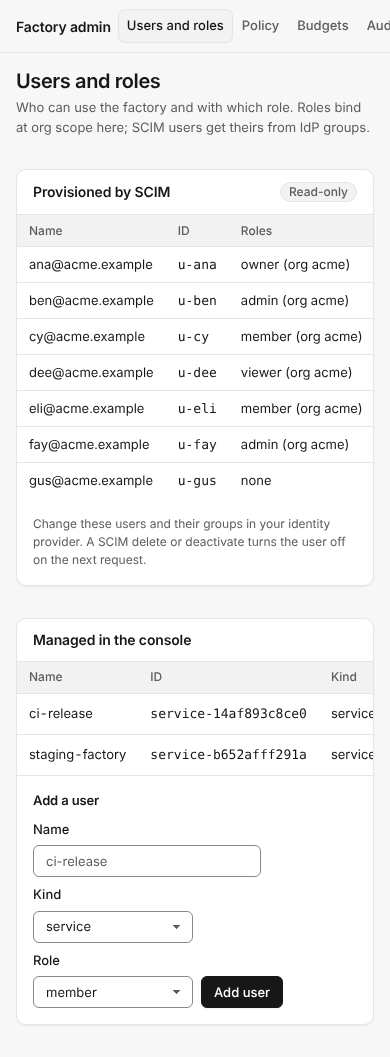 Factory admin Users and roles Policy Budgets Aud
Users and roles
Who can use the factory and with which role. Roles bind
at org scope here; SCIM users get theirs from IdP groups.
Provisioned by SCIM Read-only
Name ID Roles
ana@acme.example u-ana owner (org acme)
ben@acme.example u-ben admin (org acme)
cy@acme.example u-cy member (org acme)
dee@acme.example u-dee viewer (org acme)
eli@acme.example u-eli member (org acme)
fay@acme.example u-fay admin (org acme)
gus@acme.example u-gus none
Change these users and their groups in your identity
provider. A SCIM delete or deactivate turns the user off
on the next request.
Managed in the console
Name ID Kind
ci-release service-14af893c8ce0 service
staging-factory service-b652afff291a service
Add a user
Name
ci-release
Kind
service
Role
member Add user